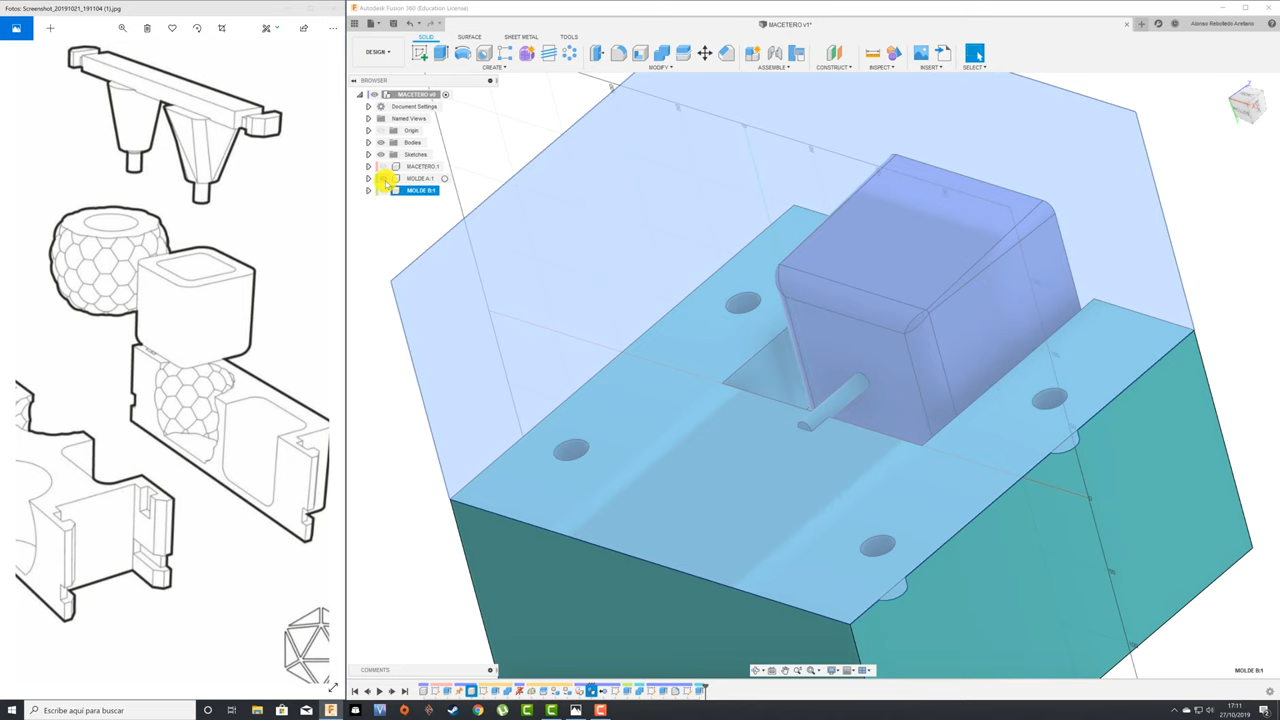 Fotos: Screenshot_20191021_191104 (1).jpg
Autodesk Fusion 360 (Education License)
MACETERO v1*
Alonso Rebolledo Arellano
SOLID
SURFACE
SHEET METAL
TOOLS
DESIGN
CREATE
MODIFY
ASSEMBLE
CONSTRUCT
INSPECT
INSERT
SELECT
BROWSER
MACETERO v0
Document Settings
Named Views
Origin
Bodies
Sketches
MACETERO:1
MOLDE A:1
MOLDE B:1
COMMENTS
MOLDE B:1
Escribe aquí para buscar
17:11
27/10/2019